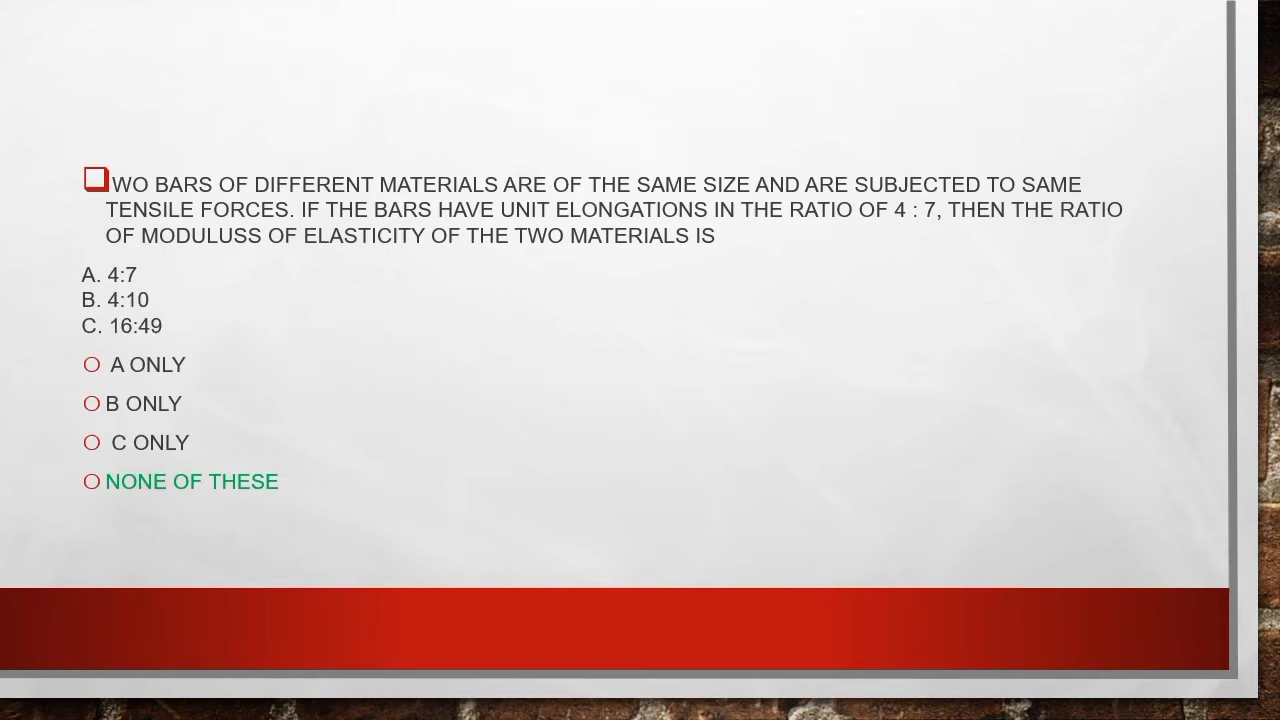 WO BARS OF DIFFERENT MATERIALS ARE OF THE SAME SIZE AND ARE SUBJECTED TO SAME
TENSILE FORCES. IF THE BARS HAVE UNIT ELONGATIONS IN THE RATIO OF 4 : 7, THEN THE RATIO
OF MODULUSS OF ELASTICITY OF THE TWO MATERIALS IS
A. 4:7
B. 4:10
C. 16:49
A ONLY
B ONLY
C ONLY
NONE OF THESE